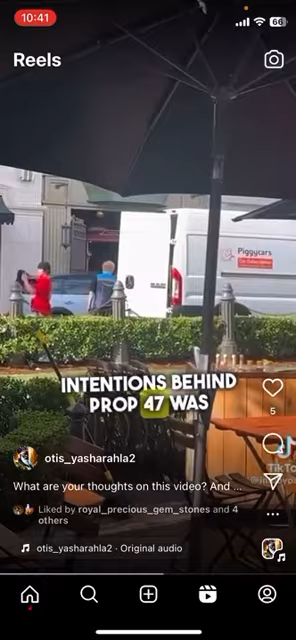 10:41
66
Reels
Piggycars
INTENTIONS BEHIND
PROP 47 WAS
5
otis_yasharahla2
What are your thoughts on this video? And ...
Liked by royal_precious_gem_stones and 4
others
otis_yasharahla2 · Original audio